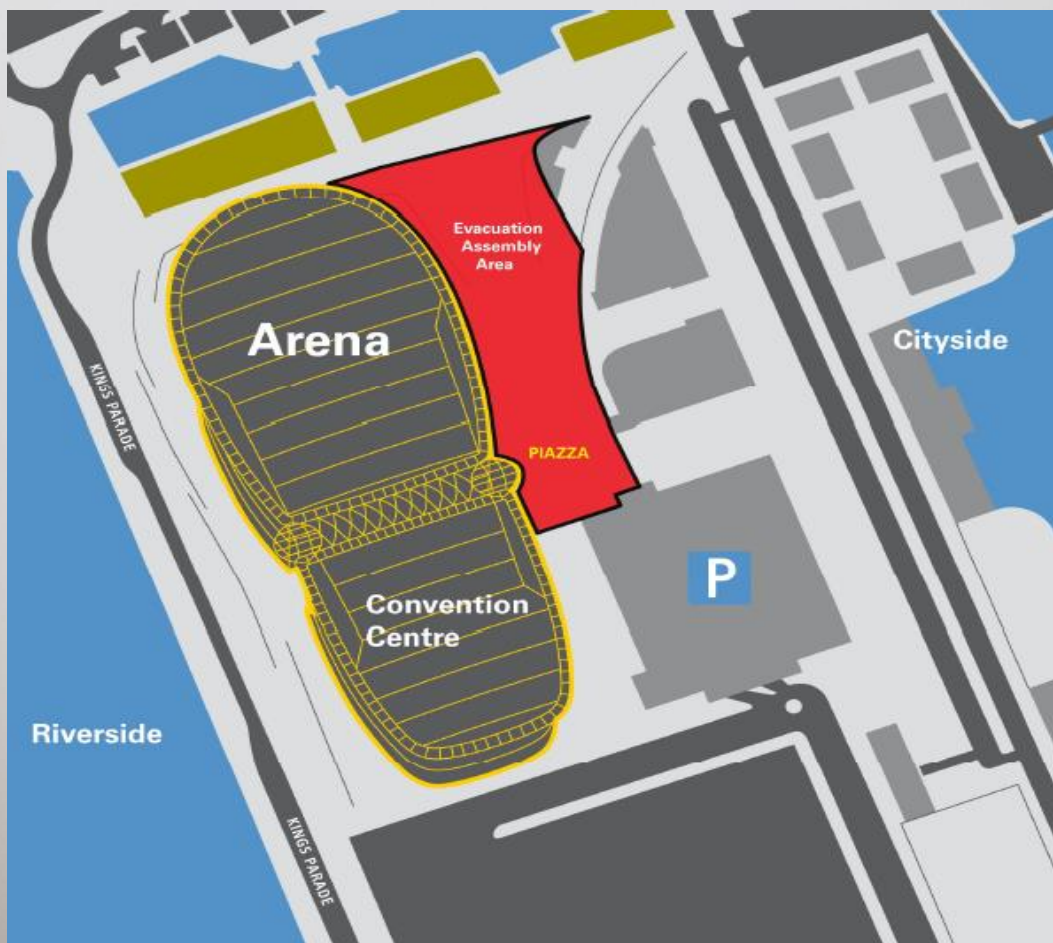 Evacuation
Assembly
Area
Arena
Cityside
KINGS PARADE
PIAZZA
P
Convention
Centre
Riverside
KINGS PARADE